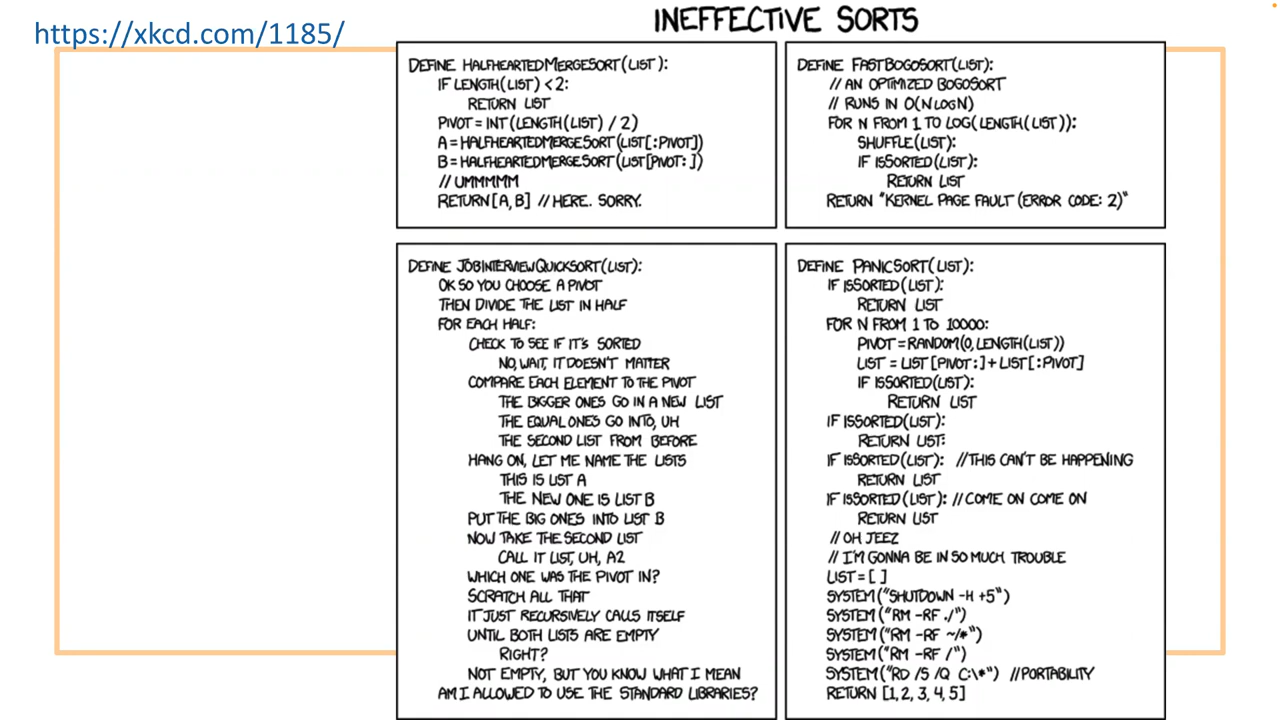 https://xkcd.com/1185/
INEFFECTIVE SORTS
DEFINE HALFHEARTEDMERGESORT(LIST):
IF LENGTH(LIST) < 2:
RETURN LIST
PIVOT = INT(LENGTH(LIST) / 2)
A = HALFHEARTEDMERGESORT(LIST[:PIVOT])
B = HALFHEARTEDMERGESORT(LIST[PIVOT:])
// UMMMMM
RETURN[A, B] // HERE. SORRY.
DEFINE FASTBOGOSORT(LIST):
// AN OPTIMIZED BOGOSORT
// RUNS IN O(NLOGN)
FOR N FROM 1 TO LOG(LENGTH(LIST)):
SHUFFLE(LIST):
IF ISSORTED(LIST):
RETURN LIST
RETURN "KERNEL PAGE FAULT (ERROR CODE: 2)"
DEFINE JOBINTERVIEWQUICKSORT(LIST):
OK SO YOU CHOOSE A PIVOT
THEN DIVIDE THE LIST IN HALF
FOR EACH HALF:
CHECK TO SEE IF IT'S SORTED
NO, WAIT, IT DOESN'T MATTER
COMPARE EACH ELEMENT TO THE PIVOT
THE BIGGER ONES GO IN A NEW LIST
THE EQUAL ONES GO INTO, UH
THE SECOND LIST FROM BEFORE
HANG ON, LET ME NAME THE LISTS
THIS IS LIST A
THE NEW ONE IS LIST B
PUT THE BIG ONES INTO LIST B
NOW TAKE THE SECOND LIST
CALL IT LIST, UH, A2
WHICH ONE WAS THE PIVOT IN?
SCRATCH ALL THAT
IT JUST RECURSIVELY CALLS ITSELF
UNTIL BOTH LISTS ARE EMPTY
RIGHT?
NOT EMPTY, BUT YOU KNOW WHAT I MEAN
AM I ALLOWED TO USE THE STANDARD LIBRARIES?
DEFINE PANICSORT(LIST):
IF ISSORTED(LIST):
RETURN LIST
FOR N FROM 1 TO 10000:
PIVOT = RANDOM(0, LENGTH(LIST))
LIST = LIST[PIVOT:] + LIST[:PIVOT]
IF ISSORTED(LIST):
RETURN LIST
IF ISSORTED(LIST):
RETURN LIST:
IF ISSORTED(LIST): //THIS CAN'T BE HAPPENING
RETURN LIST
IF ISSORTED(LIST): // COME ON COME ON
RETURN LIST
// OH JEEZ
// I'M GONNA BE IN SO MUCH TROUBLE
LIST = [ ]
SYSTEM("SHUTDOWN -H +5")
SYSTEM("RM -RF ./")
SYSTEM("RM -RF ~/*")
SYSTEM("RM -RF /")
SYSTEM("RD /S /Q C:\*") //PORTABILITY
RETURN [1, 2, 3, 4, 5]